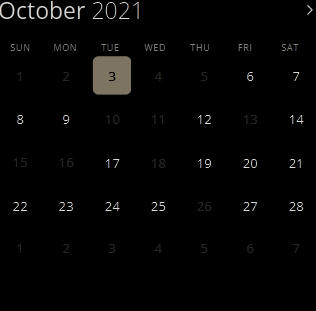 October 2021 >
SUN MON TUE WED THU FRI SAT
1 2 3 4 5 6 7
8 9 10 11 12 13 14
15 16 17 18 19 20 21
22 23 24 25 26 27 28
1 2 3 4 5 6 7